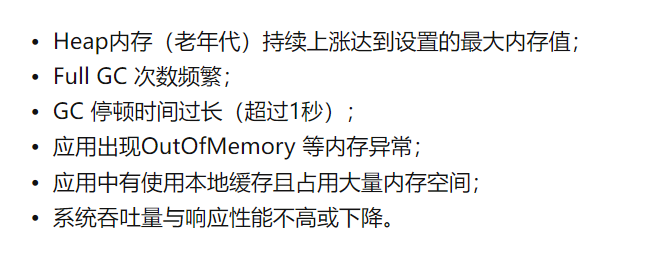 • Heap内存（老年代）持续上涨达到设置的最大内存值；
• Full GC 次数频繁；
• GC 停顿时间过长（超过1秒）；
• 应用出现OutOfMemory 等内存异常；
• 应用中有使用本地缓存且占用大量内存空间；
• 系统吞吐量与响应性能不高或下降。